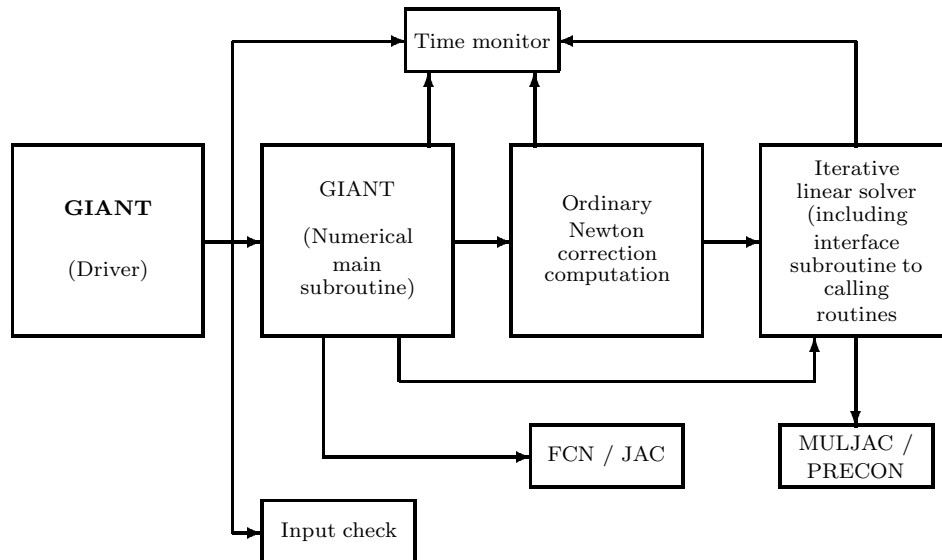 Time monitor
GIANT
(Driver)
GIANT
(Numerical
main
subroutine)
Ordinary
Newton
correction
computation
Iterative
linear solver
(including
interface
subroutine to
calling
routines
FCN / JAC
MULJAC /
PRECON
Input check